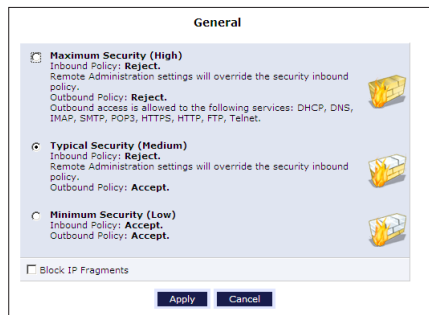 General
Maximum Security (High)
Inbound Policy: Reject.
Remote Administration settings will override the security inbound
policy.
Outbound Policy: Reject.
Outbound access is allowed to the following services: DHCP, DNS,
IMAP, SMTP, POP3, HTTPS, HTTP, FTP, Telnet.
Typical Security (Medium)
Inbound Policy: Reject.
Remote Administration settings will override the security inbound
policy.
Outbound Policy: Accept.
Minimum Security (Low)
Inbound Policy: Accept.
Outbound Policy: Accept.
Block IP Fragments
Apply Cancel